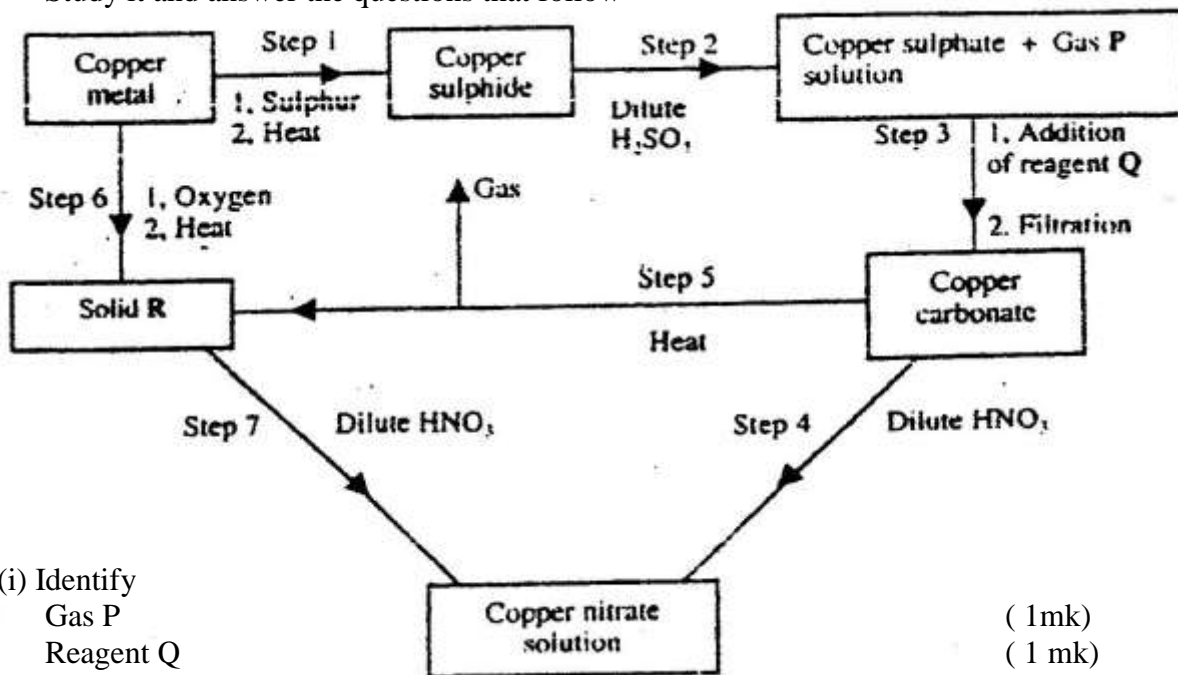 Study it and answer the questions that follow
Step 1
Copper
metal
1. Sulphur
2, Heat
Copper
sulphide
Step 2
Dilute
H₂SO₄
Copper sulphate + Gas P
solution
Step 3
1. Addition
of reagent Q
2. Filtration
Step 6
1, Oxygen
2, Heat
Gas
Solid R
Step 5
Heat
Copper
carbonate
Step 7
Dilute HNO₃
Step 4
Dilute HNO₃
Copper nitrate
solution
(i) Identify
Gas P ( 1mk)
Reagent Q ( 1 mk)